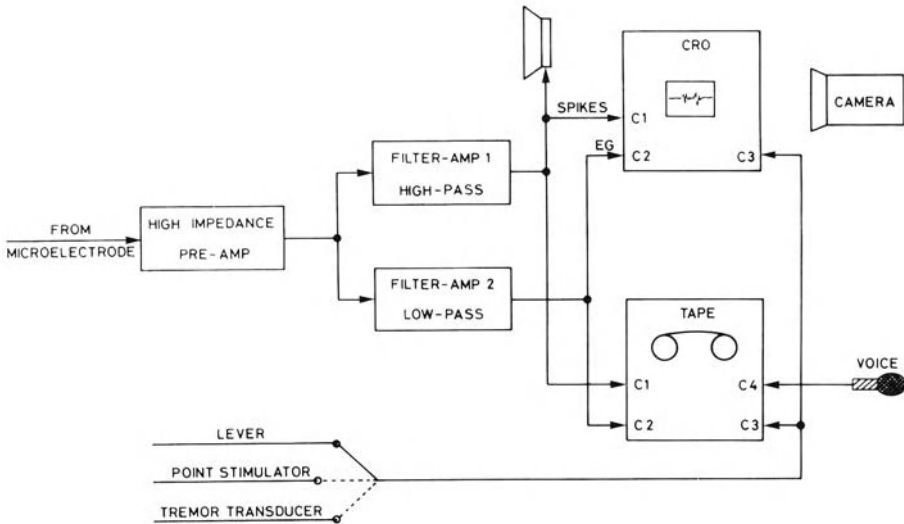 CRO
SPIKES
C1
EG
C2
C3
CAMERA
FILTER-AMP 1
HIGH-PASS
FROM
MICROELECTRODE
HIGH IMPEDANCE
PRE-AMP
FILTER-AMP 2
LOW-PASS
TAPE
VOICE
C1
C4
C2
C3
LEVER
POINT STIMULATOR
TREMOR TRANSDUCER